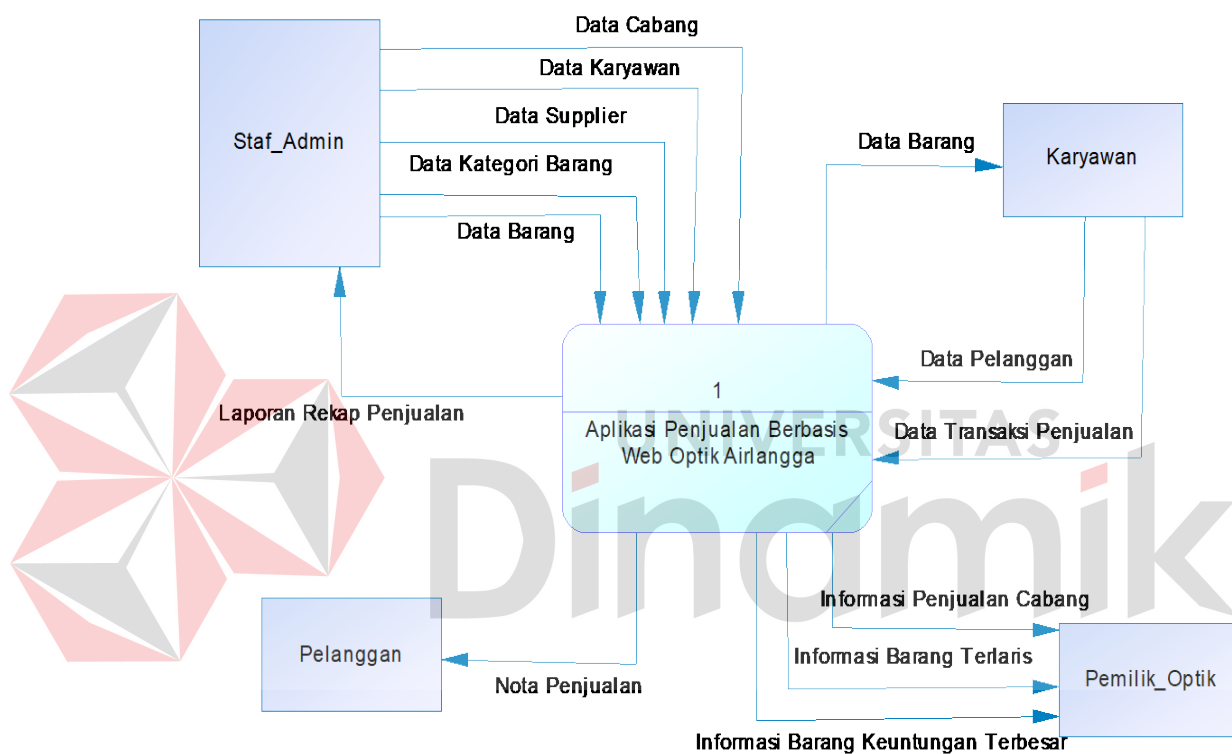 Data Cabang
Data Karyawan
Data Supplier
Staf_Admin
Data Kategori Barang
Data Barang
Data Barang
Karyawan
Laporan Rekap Penjualan
1
Aplikasi Penjualan Berbasis
Web Optik Airlangga
Data Pelanggan
Data Transaksi Penjualan
UNIVERSITAS
Dinamik
Pelanggan
Nota Penjualan
Informasi Penjualan Cabang
Informasi Barang Terlaris
Informasi Barang Keuntungan Terbesar
Pemilik_Optik